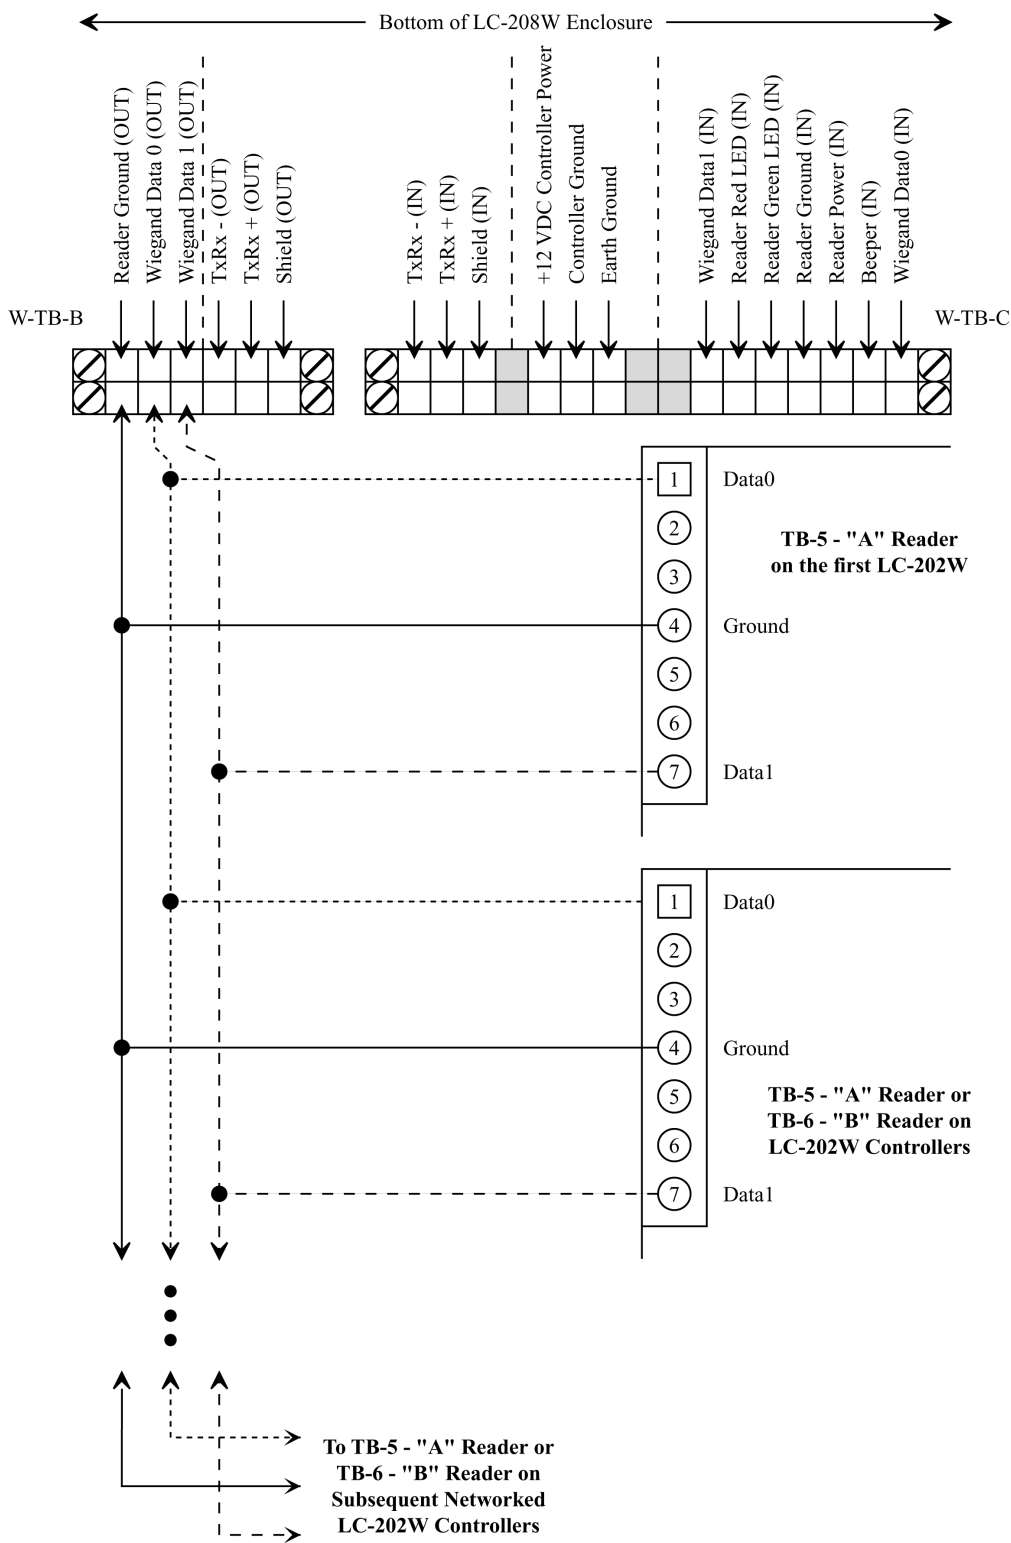 Bottom of LC-208W Enclosure
Reader Ground (OUT)
Wiegand Data 0 (OUT)
Wiegand Data 1 (OUT)
TxRx - (OUT)
TxRx + (OUT)
Shield (OUT)
TxRx - (IN)
TxRx + (IN)
Shield (IN)
+12 VDC Controller Power
Controller Ground
Earth Ground
Wiegand Data1 (IN)
Reader Red LED (IN)
Reader Green LED (IN)
Reader Ground (IN)
Reader Power (IN)
Beeper (IN)
Wiegand Data0 (IN)
W-TB-B
W-TB-C
1 Data0
2
TB-5 - "A" Reader
on the first LC-202W
3
4 Ground
5
6
7 Data1
1 Data0
2
3
4 Ground
5
TB-5 - "A" Reader or
TB-6 - "B" Reader on
LC-202W Controllers
6
7 Data1
To TB-5 - "A" Reader or
TB-6 - "B" Reader on
Subsequent Networked
LC-202W Controllers